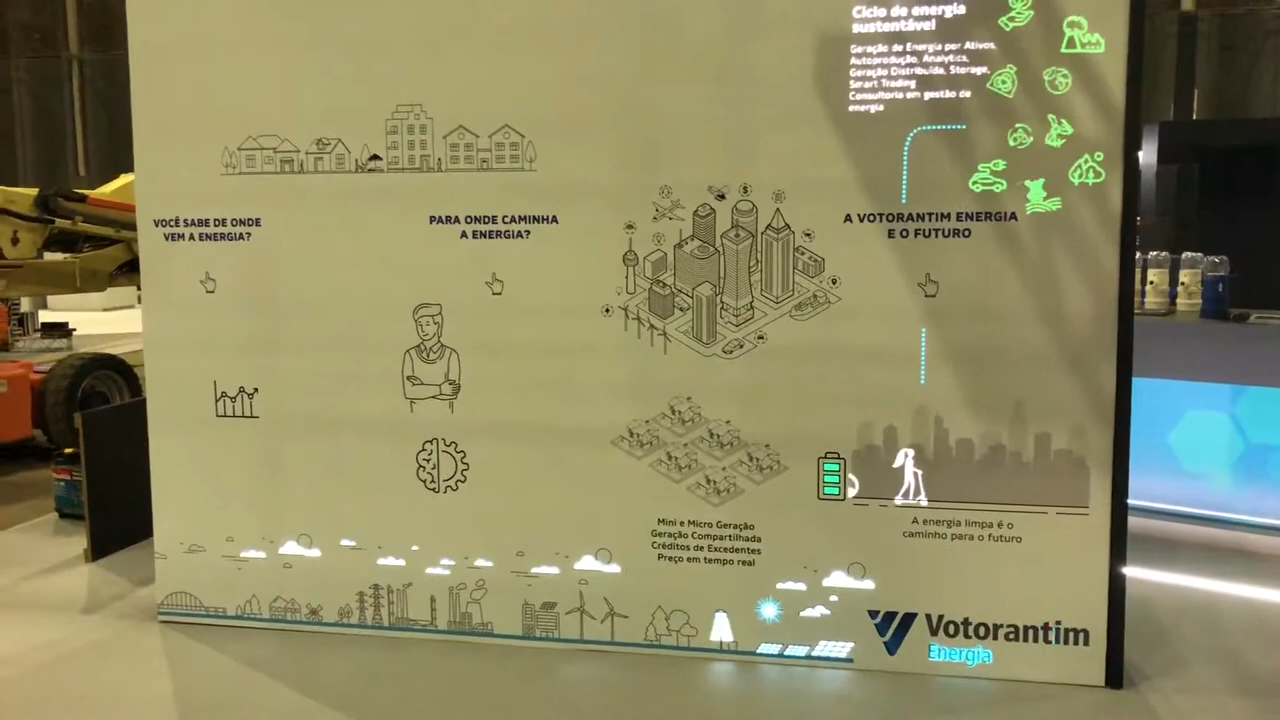 Ciclo de energia
sustentável
Geração de Energia por Ativos,
Autoprodução, Analytics,
Geração Distribuída, Storage,
Smart Trading
Consultoria em gestão de
energia
VOCÊ SABE DE ONDE
VEM A ENERGIA?
PARA ONDE CAMINHA
A ENERGIA?
A VOTORANTIM ENERGIA
E O FUTURO
Mini e Micro Geração
Geração Compartilhada
Créditos de Excedentes
Preço em tempo real
A energia limpa é o
caminho para o futuro
Votorantim
Energia